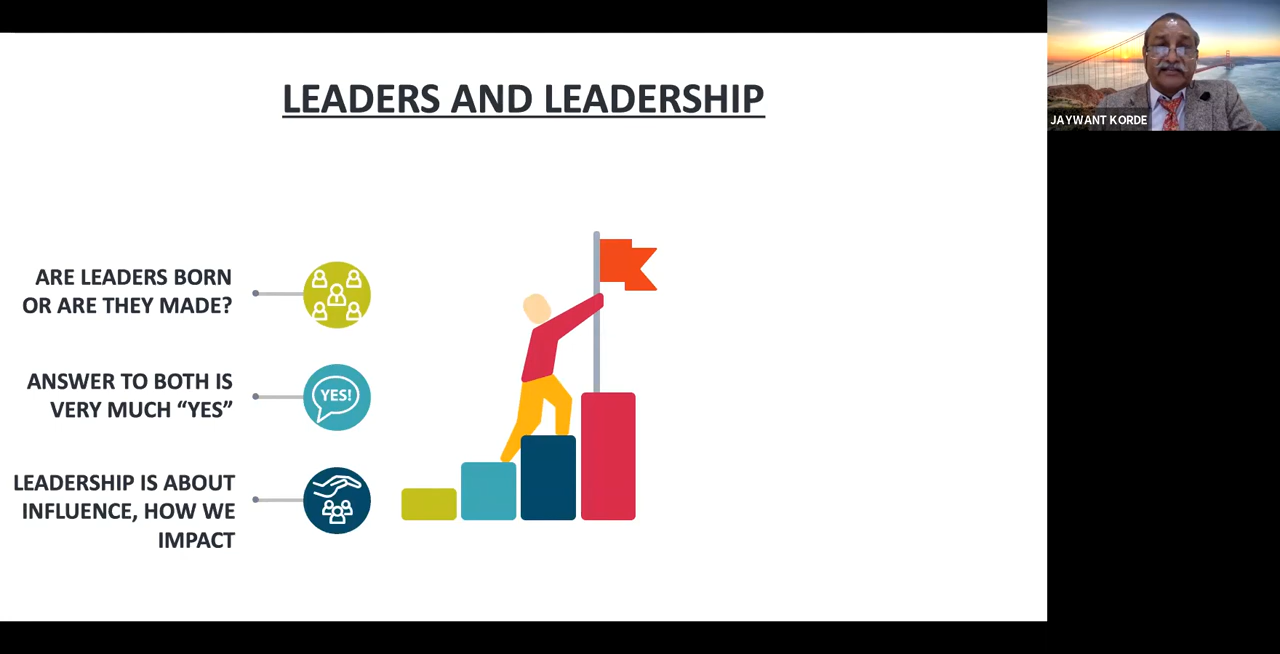 LEADERS AND LEADERSHIP
JAYWANT KORDE
ARE LEADERS BORN
OR ARE THEY MADE?
ANSWER TO BOTH IS
VERY MUCH “YES”
YES!
LEADERSHIP IS ABOUT
INFLUENCE, HOW WE
IMPACT